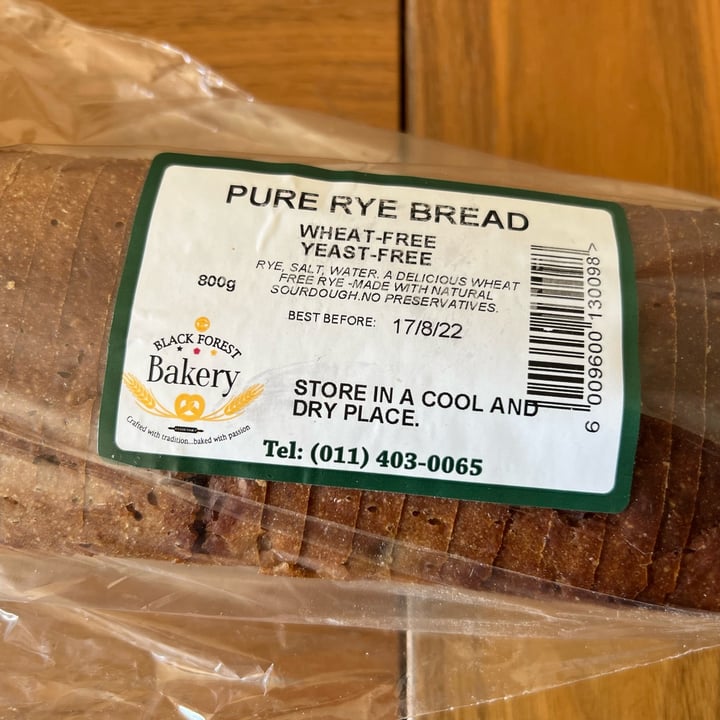 PURE RYE BREAD
WHEAT-FREE
YEAST-FREE
RYE, SALT, WATER. A DELICIOUS WHEAT
FREE RYE -MADE WITH NATURAL
SOURDOUGH.NO PRESERVATIVES.
800g
BEST BEFORE: 17/8/22
BLACK FOREST
Bakery
Crafted with tradition...baked with passion
STORE IN A COOL AND
DRY PLACE.
Tel: (011) 403-0065
6 009600 130098>